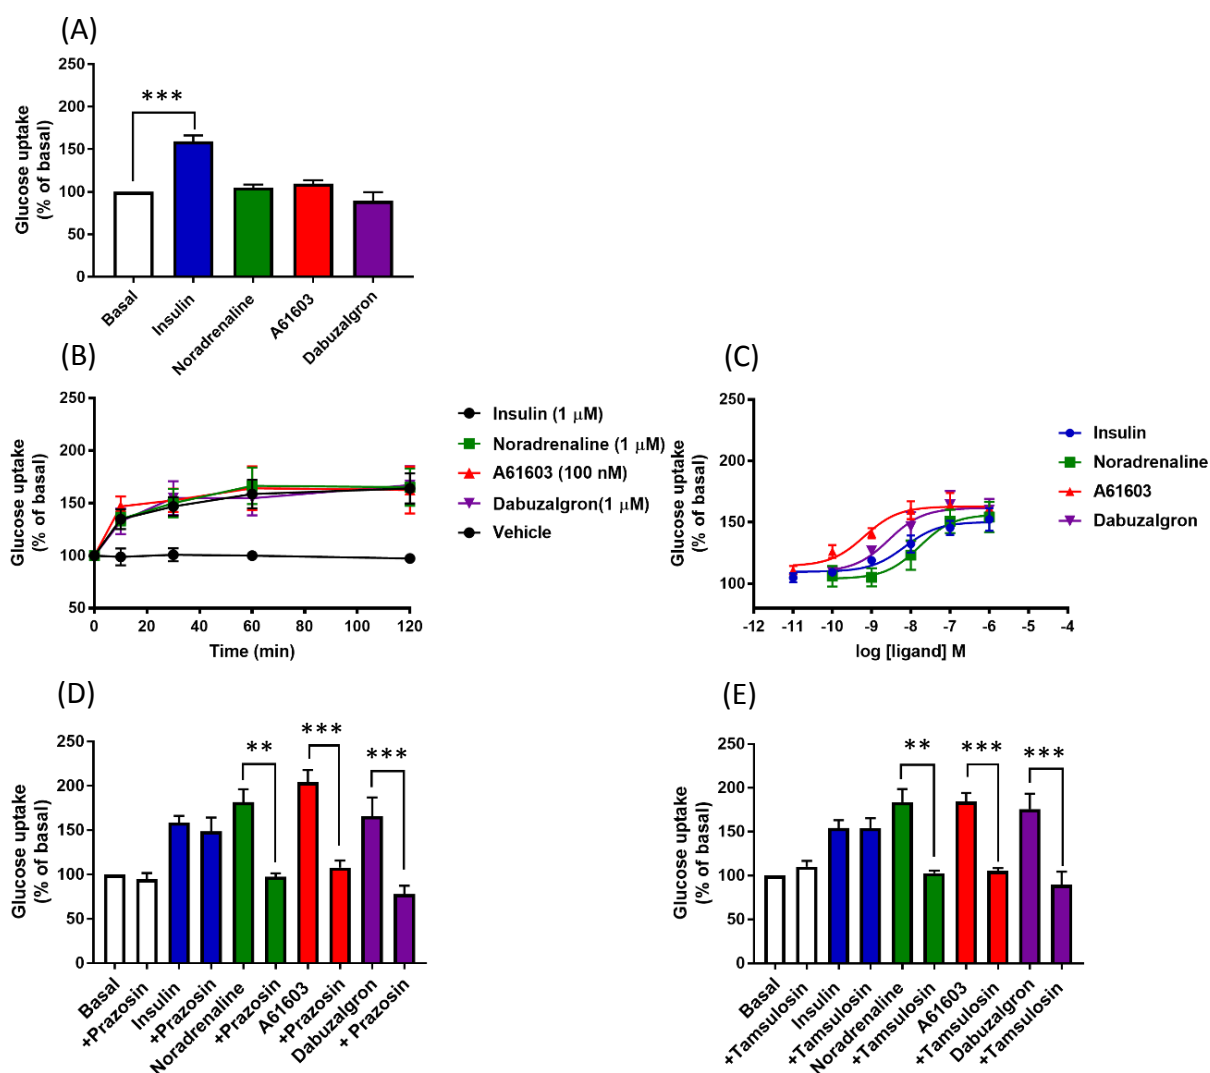 (A)
Glucose uptake
(% of basal)
250
200
150
100
50
0
***
Basal
Insulin
Noradrenaline
A61603
Dabuzalgron
(B)
Glucose uptake
(% of basal)
250
200
150
100
50
0
20
40
60
80
100
120
Time (min)
Insulin (1 μM)
Noradrenaline (1 μM)
A61603 (100 nM)
Dabuzalgron(1 μM)
Vehicle
(C)
Glucose uptake
(% of basal)
250
200
150
100
-12
-11
-10
-9
-8
-7
-6
-5
-4
log [ligand] M
Insulin
Noradrenaline
A61603
Dabuzalgron
(D)
Glucose uptake
(% of basal)
250
200
150
100
50
0
**
***
***
Basal
+Prazosin
Insulin
+Prazosin
Noradrenaline
+Prazosin
A61603
+Prazosin
Dabuzalgron
+ Prazosin
(E)
Glucose uptake
(% of basal)
250
200
150
100
50
0
**
***
***
Basal
+Tamsulosin
Insulin
+Tamsulosin
Noradrenaline
+Tamsulosin
A61603
+Tamsulosin
Dabuzalgron
+Tamsulosin